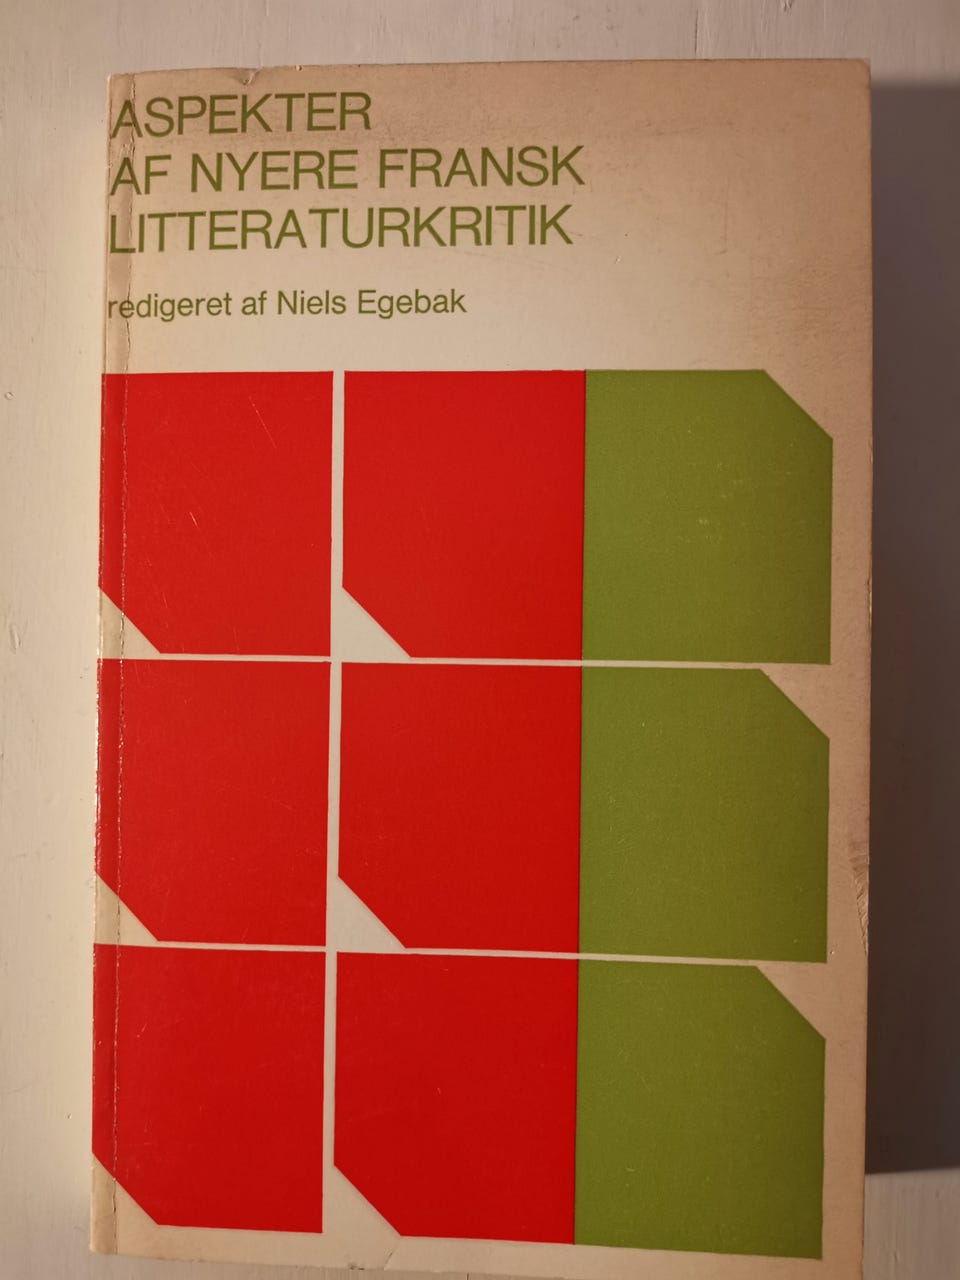 ASPEKTER
AF NYERE FRANSK
LITTERATURKRITIK
redigeret af Niels Egebak